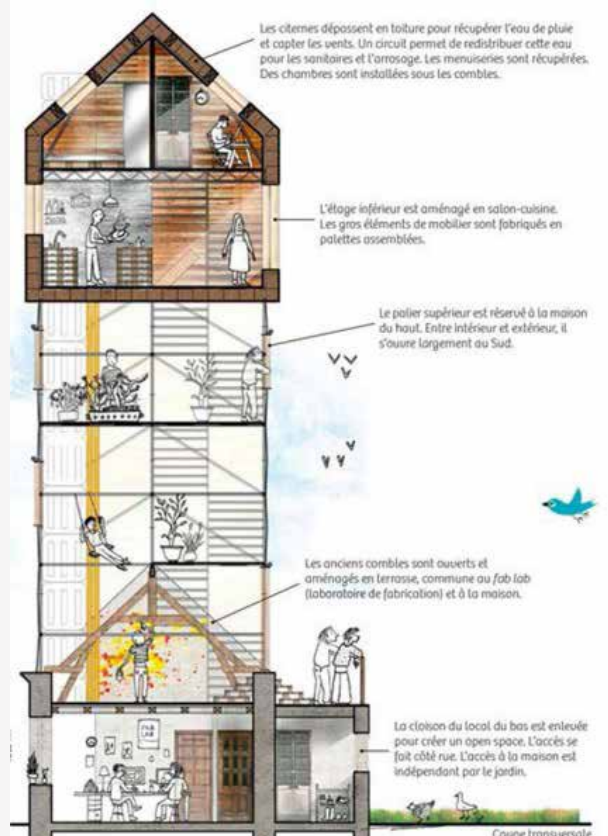 Les citernes dépassent en toiture pour récupérer l'eau de pluie
et capter les vents. Un circuit permet de redistribuer cette eau
pour les sanitaires et l'arrosage. Les menuiseries sont récupérées.
Des chambres sont installées sous les combles.
L'étage inférieur est aménagé en salon-cuisine.
Les gros éléments de mobilier sont fabriqués en
palettes assemblées.
Le palier supérieur est réservé à la maison
du haut. Entre intérieur et extérieur, il
s'ouvre largement au Sud.
Les anciens combles sont ouverts et
aménagés en terrasse, commune au fab lab
(laboratoire de fabrication) et à la maison.
FAB
LAB
La cloison du local du bas est enlevée
pour créer un open space. L'accès se
fait côté rue. L'accès à la maison est
indépendant par le jardin.
Coupe transversale